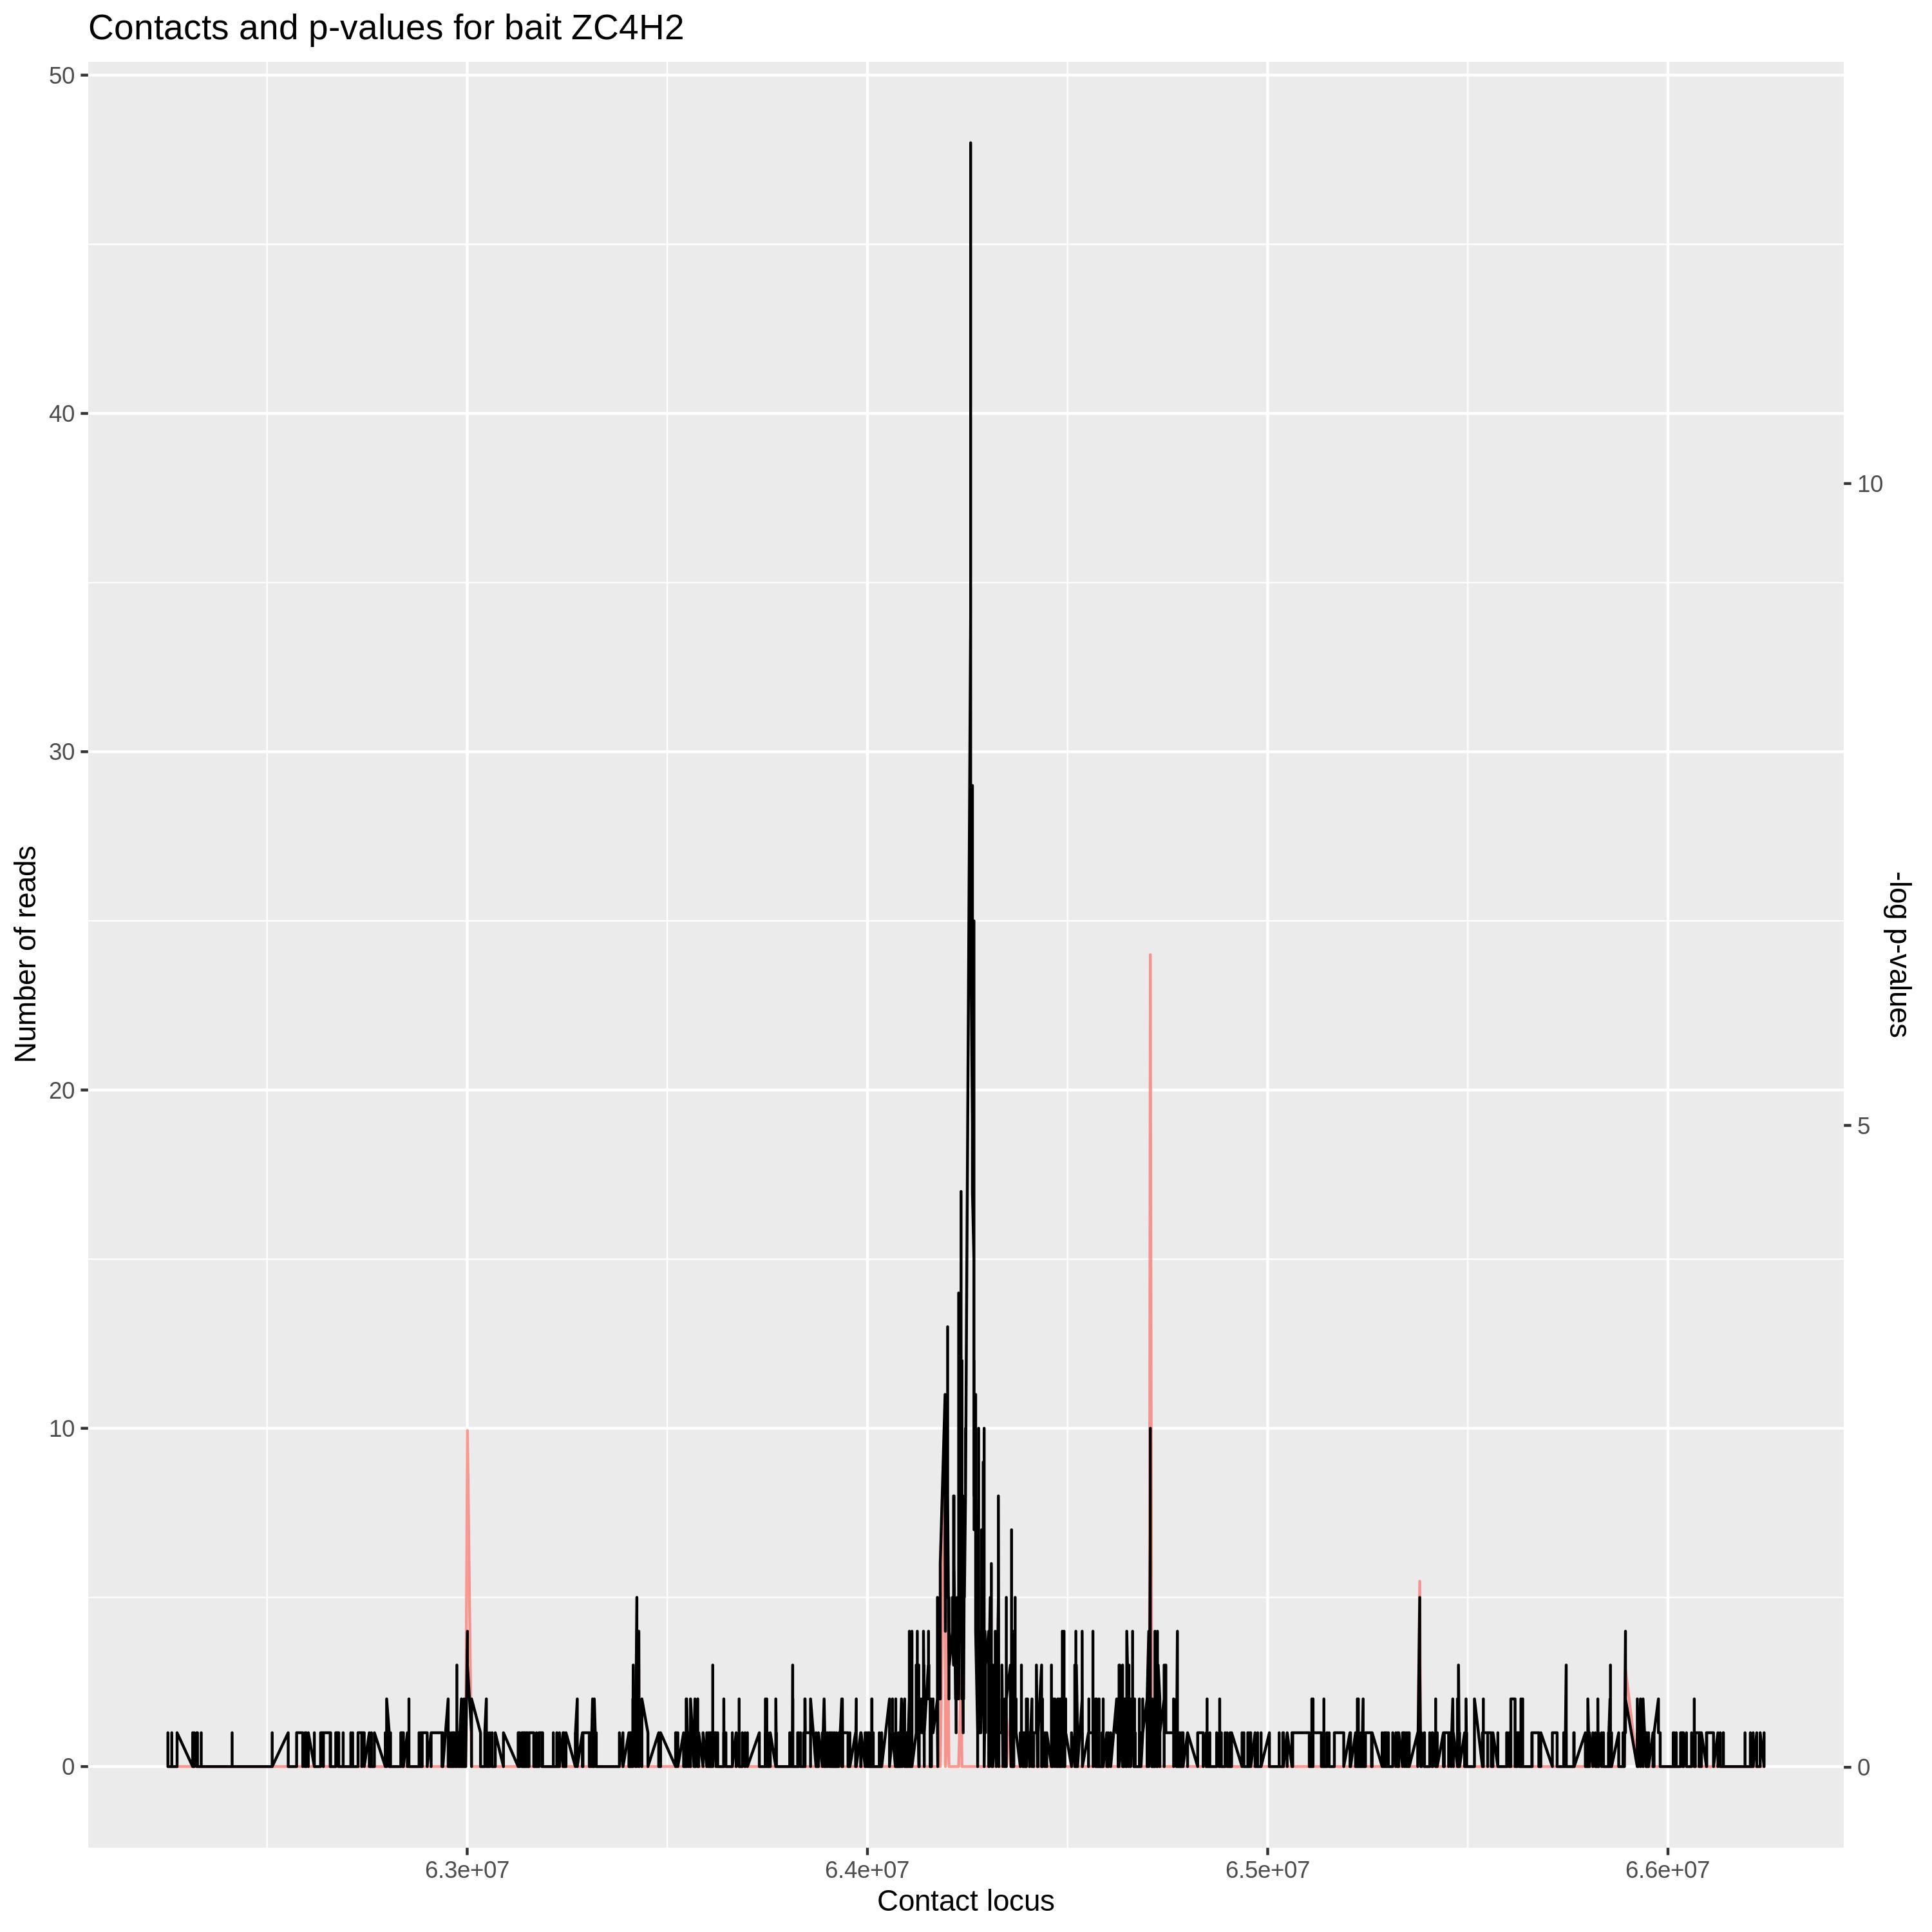 Contacts and p-values for bait ZC4H2
50
40
30
20
10
0
Number of reads
10
5
0
-log p-values
6.3e+07
6.4e+07
6.5e+07
6.6e+07
Contact locus